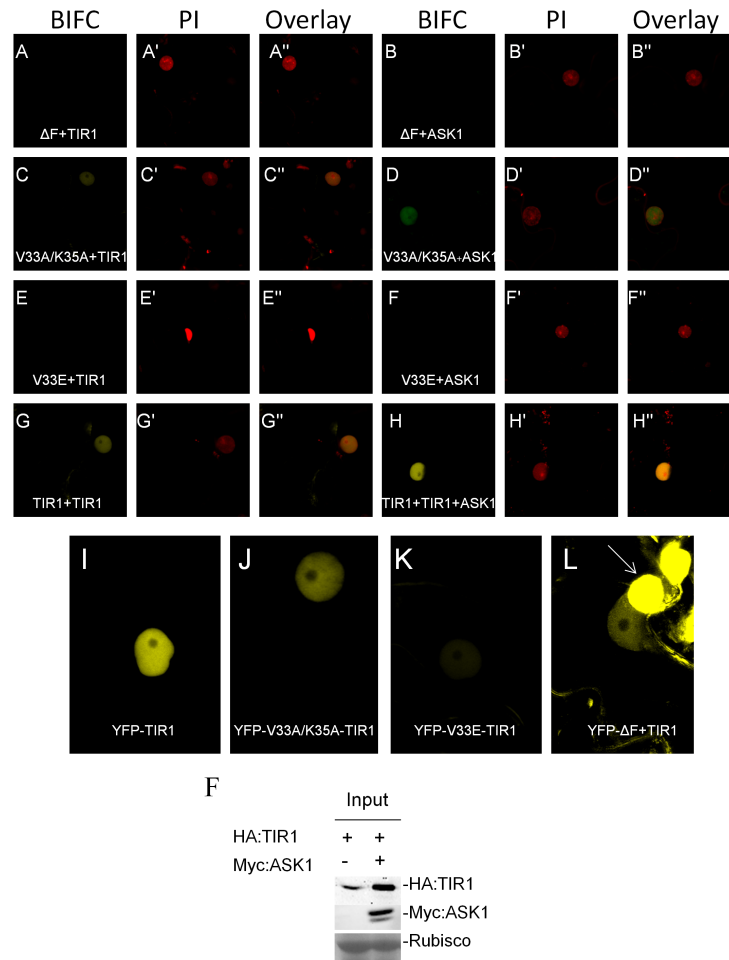 BIFC PI Overlay BIFC PI Overlay
A A' A'' B B' B''
ΔF+TIR1 ΔF+ASK1
C C' C'' D D' D''
V33A/K35A+TIR1 V33A/K35A+ASK1
E E' E'' F F' F''
V33E+TIR1 V33E+ASK1
G G' G'' H H' H''
TIR1+TIR1 TIR1+TIR1+ASK1
I J K L
YFP-TIR1 YFP-V33A/K35A-TIR1 YFP-V33E-TIR1 YFP-ΔF+TIR1
F
Input
HA:TIR1 + +
Myc:ASK1 - +
-HA:TIR1
-Myc:ASK1
-Rubisco